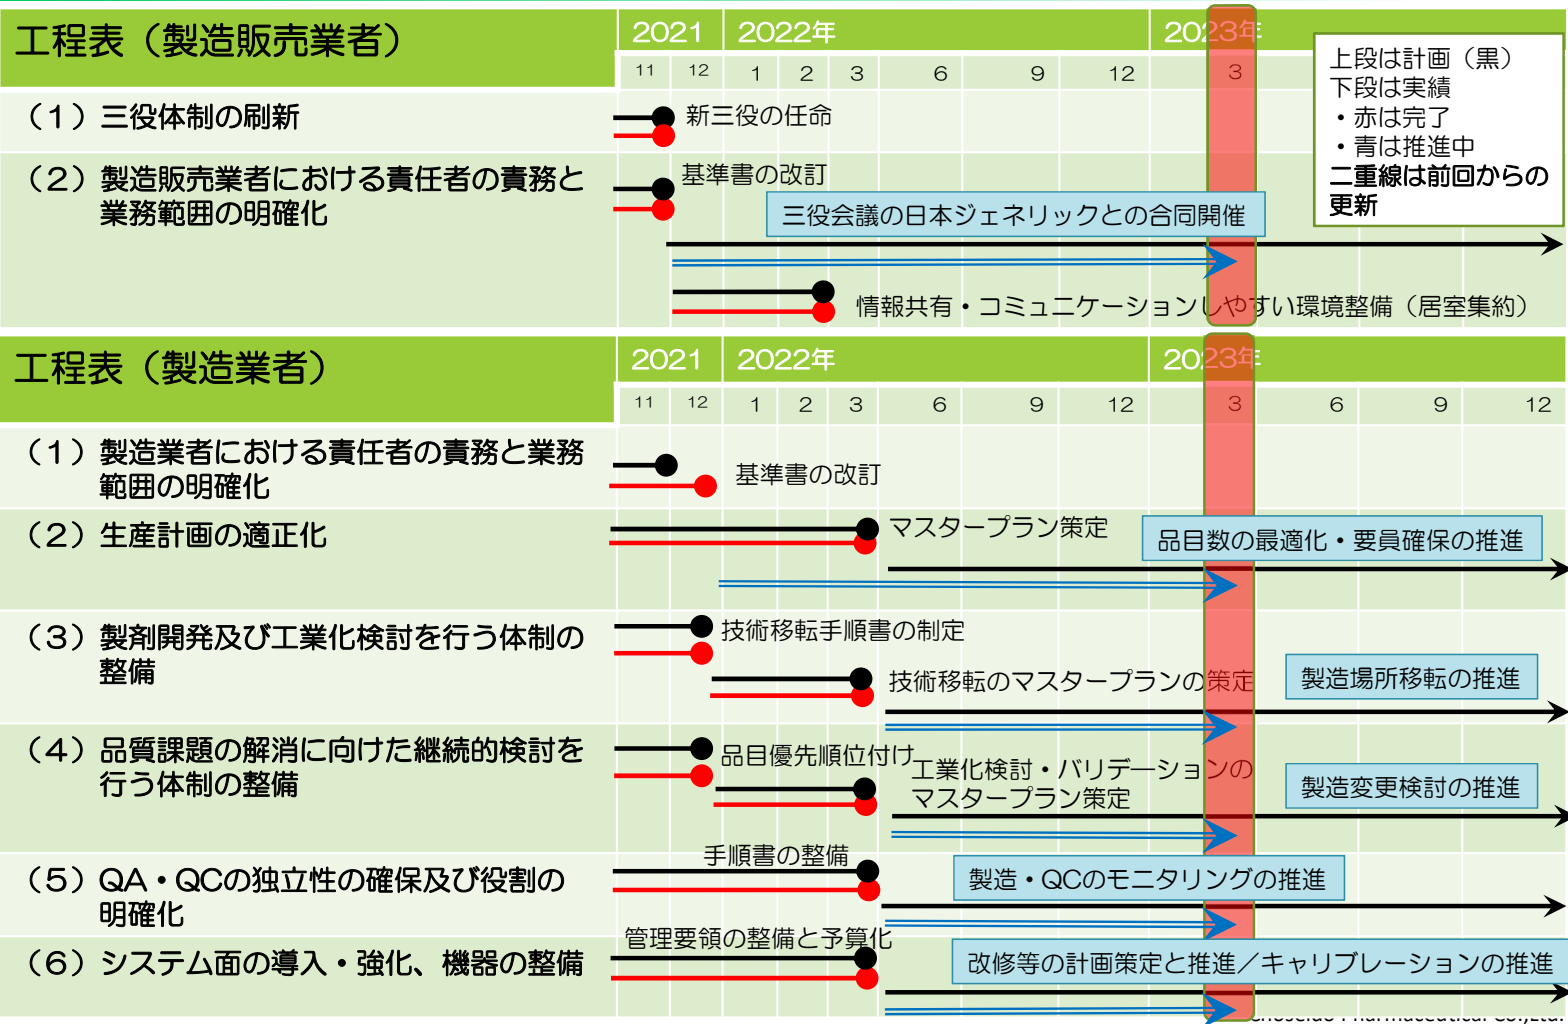 工程表（製造販売業者）
2021 2022年 2023年
11 12 1 2 3 6 9 12 3
上段は計画（黒）
下段は実績
・赤は完了
・青は推進中
二重線は前回からの
更新
（１）三役体制の刷新
新三役の任命
（２）製造販売業者における責任者の責務と
業務範囲の明確化
基準書の改訂
三役会議の日本ジェネリックとの合同開催
情報共有・コミュニケーションしやすい環境整備（居室集約）
工程表（製造業者）
2021 2022年 2023年
11 12 1 2 3 6 9 12 3 6 9 12
（１）製造業者における責任者の責務と業務
範囲の明確化
基準書の改訂
（２）生産計画の適正化
マスタープラン策定
品目数の最適化・要員確保の推進
（３）製剤開発及び工業化検討を行う体制の
整備
技術移転手順書の制定
技術移転のマスタープランの策定
製造場所移転の推進
（４）品質課題の解消に向けた継続的検討を
行う体制の整備
品目優先順位付け
工業化検討・バリデーションの
マスタープラン策定
製造変更検討の推進
（５）QA・QCの独立性の確保及び役割の
明確化
手順書の整備
製造・QCのモニタリングの推進
（６）システム面の導入・強化、機器の整備
管理要領の整備と予算化
改修等の計画策定と推進／キャリブレーションの推進
Choseido Pharmaceutical Co.,Ltd.